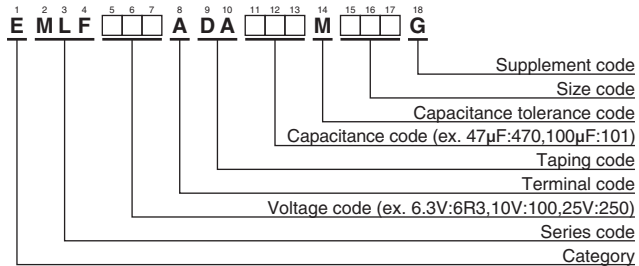 1 2 3 4 5 6 7 8 9 10 11 12 13 14 15 16 17 18
E M L F A D A M G
Supplement code
Size code
Capacitance tolerance code
Capacitance code (ex. 47µF:470,100µF:101)
Taping code
Terminal code
Voltage code (ex. 6.3V:6R3,10V:100,25V:250)
Series code
Category